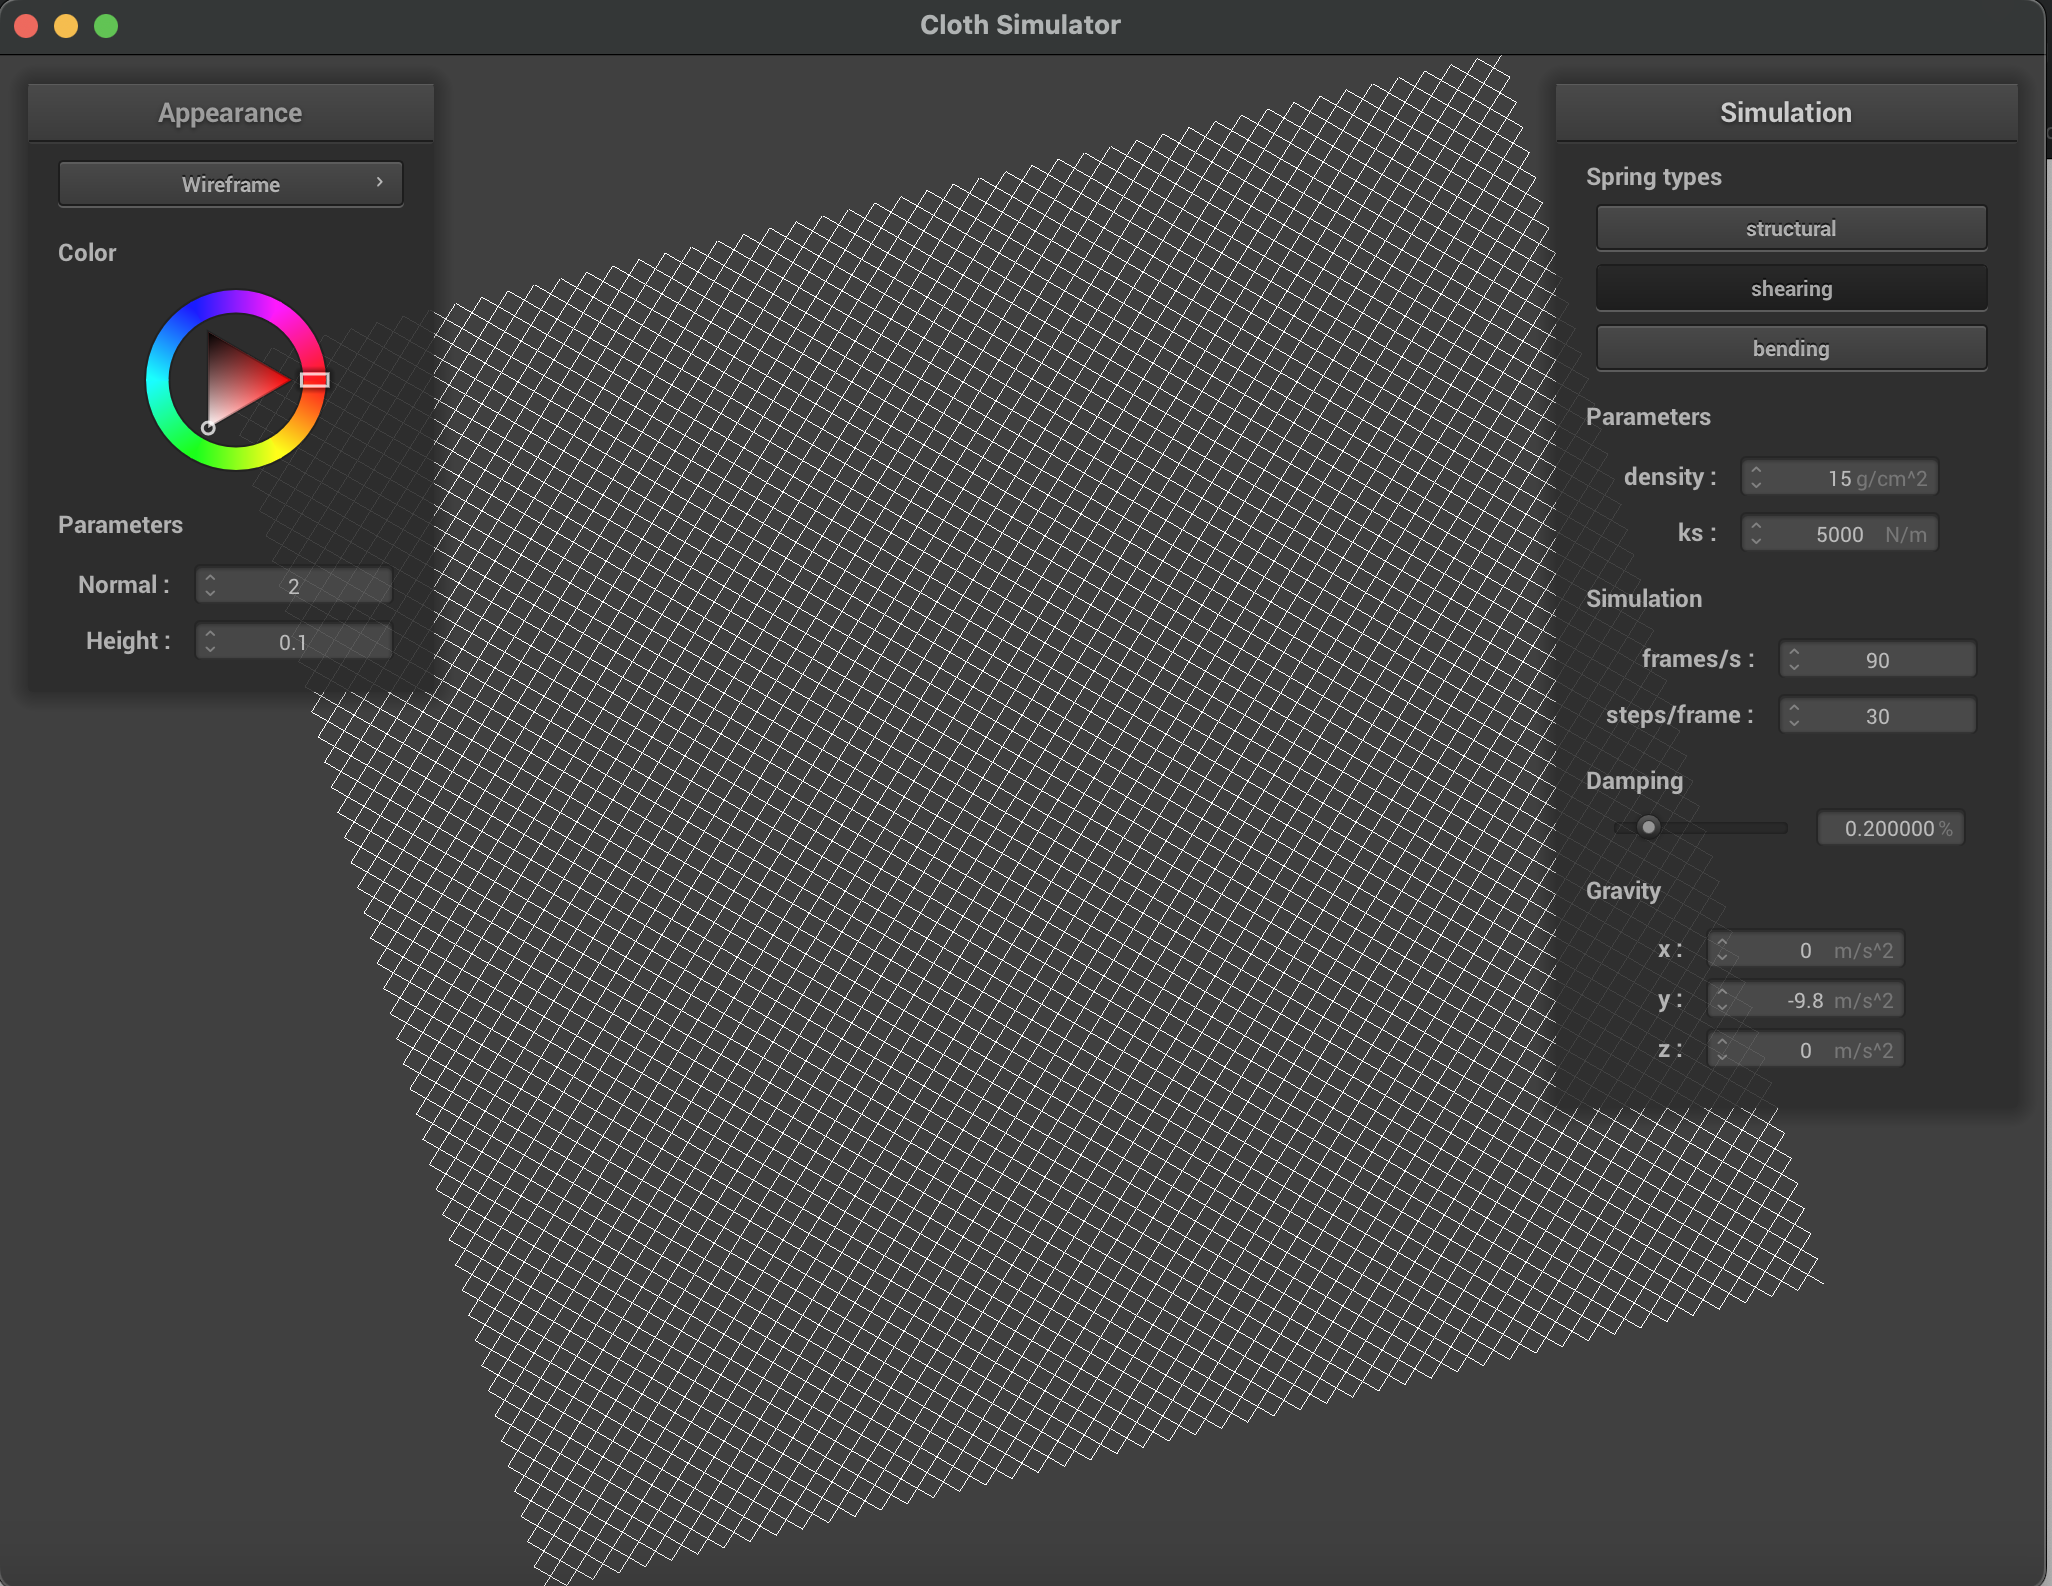 Cloth Simulator
Appearance
Wireframe
Color
Parameters
Normal : 2
Height : 0.1
Simulation
Spring types
structural
shearing
bending
Parameters
density : 15 g/cm^2
ks : 5000 N/m
Simulation
frames/s : 90
steps/frame : 30
Damping
0.200000 %
Gravity
x : 0 m/s^2
y : -9.8 m/s^2
z : 0 m/s^2